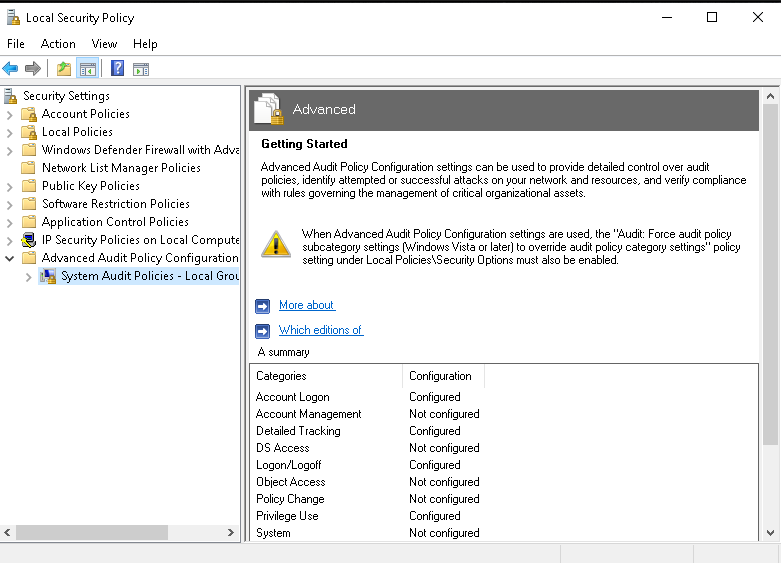 Local Security Policy
File Action View Help
Security Settings
Account Policies
Local Policies
Windows Defender Firewall with Adva
Network List Manager Policies
Public Key Policies
Software Restriction Policies
Application Control Policies
IP Security Policies on Local Compute
Advanced Audit Policy Configuration
System Audit Policies - Local Grou
Advanced
Getting Started
Advanced Audit Policy Configuration settings can be used to provide detailed control over audit
policies, identify attempted or successful attacks on your network and resources, and verify compliance
with rules governing the management of critical organizational assets.
When Advanced Audit Policy Configuration settings are used, the "Audit: Force audit policy
subcategory settings (Windows Vista or later) to override audit policy category settings" policy
setting under Local Policies\Security Options must also be enabled.
More about
Which editions of
A summary
Categories Configuration
Account Logon Configured
Account Management Not configured
Detailed Tracking Configured
DS Access Not configured
Logon/Logoff Configured
Object Access Not configured
Policy Change Not configured
Privilege Use Configured
System Not configured